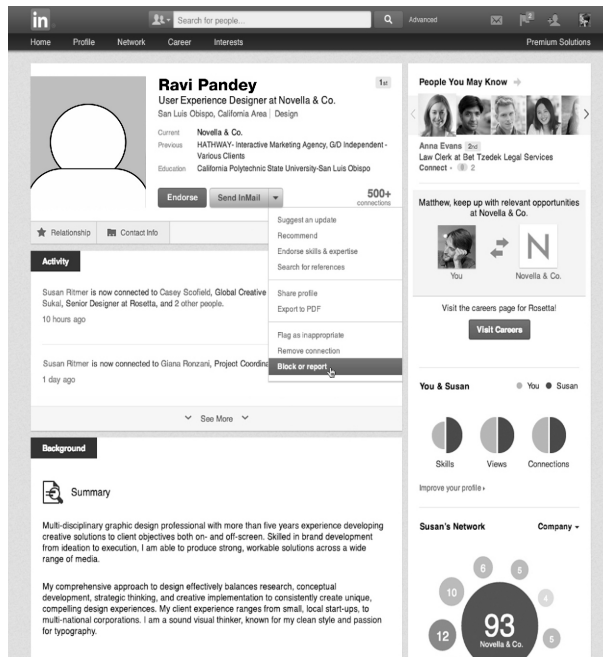 in
Search for people...
Advanced
2
Home Profile Network Career Interests
Premium Solutions
Ravi Pandey
1st
User Experience Designer at Novella & Co.
San Luis Obispo, California Area | Design
Current Novella & Co.
Previous HATHWAY- Interactive Marketing Agency, G/D Independent -
Various Clients
Education California Polytechnic State University-San Luis Obispo
Endorse Send InMail
500+
connections
Suggest an update
Recommend
Endorse skills & expertise
Search for references
Share profile
Export to PDF
Flag as inappropriate
Remove connection
Block or report
Relationship Contact Info
Activity
Susan Ritmer is now connected to Casey Scofield, Global Creative
Sukai, Senior Designer at Rosetta, and 2 other people.
10 hours ago
Susan Ritmer is now connected to Giana Ronzani, Project Coordina
1 day ago
See More
Background
Summary
Multi-disciplinary graphic design professional with more than five years experience developing
creative solutions to client objectives both on- and off-screen. Skilled in brand development
from ideation to execution, I am able to produce strong, workable solutions across a wide
range of media.
My comprehensive approach to design effectively balances research, conceptual
development, strategic thinking, and creative implementation to consistently create unique,
compelling design experiences. My client experience ranges from small, local start-ups, to
multi-national corporations. I am a sound visual thinker, known for my clean style and passion
for typography.
People You May Know
Anna Evans 2nd
Law Clerk at Bet Tzedek Legal Services
Connect - 2
Matthew, keep up with relevant opportunities
at Novella & Co.
N
You Novella & Co.
Visit the careers page for Rosetta!
Visit Careers
You & Susan
You Susan
Skills Views Connections
Improve your profile
Susan's Network
Company
6
5
10
4
93
Novella & Co.
12
5